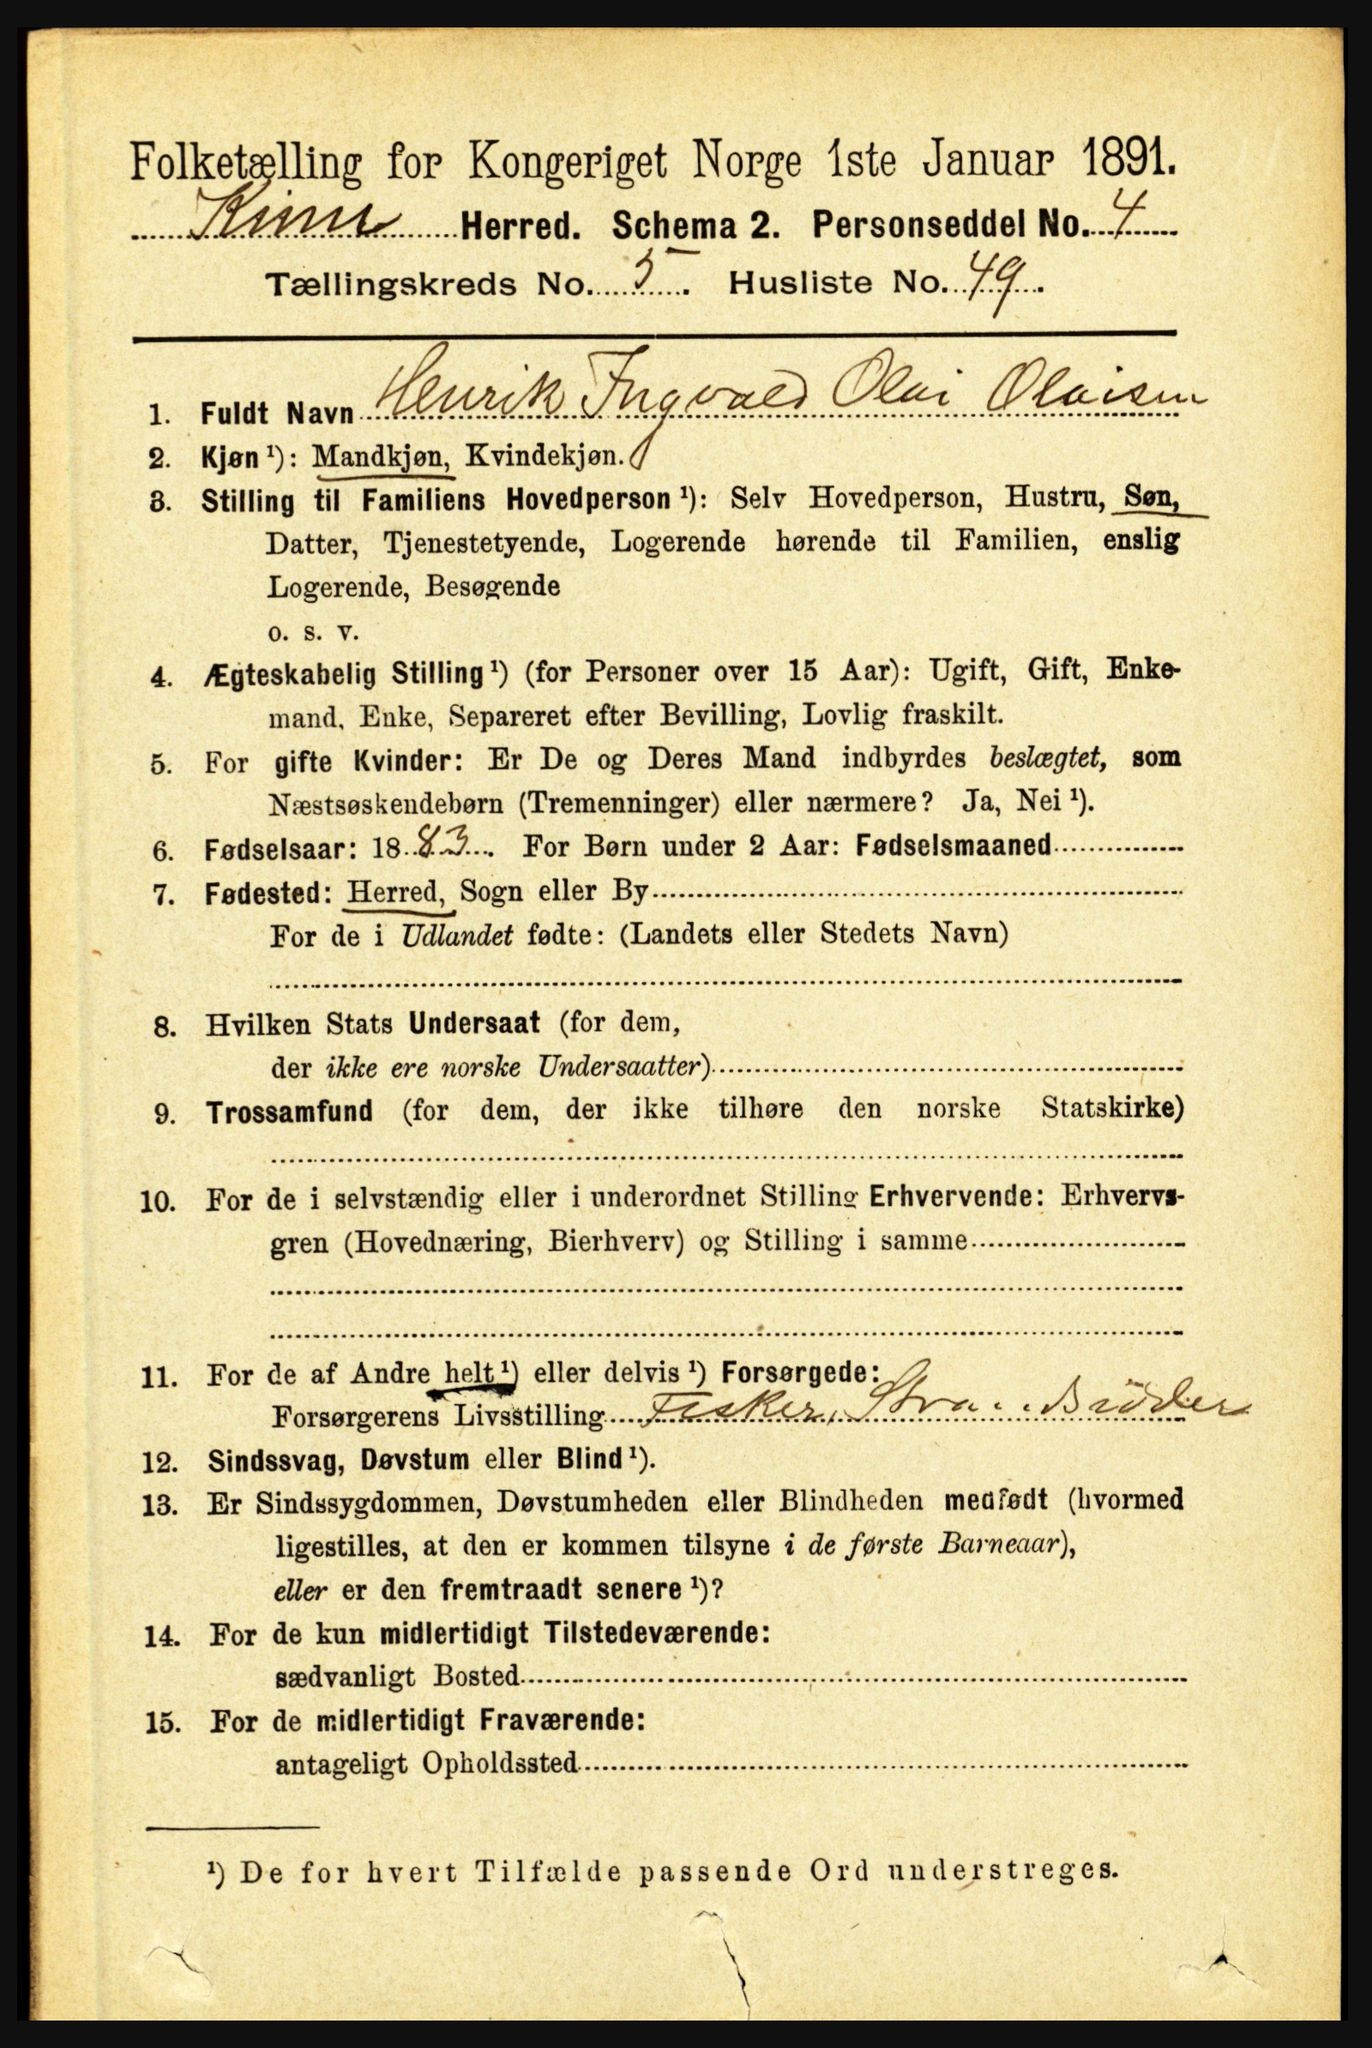 Folketælling for Kongeriget Norge 1ste Januar 1891.
Kinn Herred. Schema 2. Personseddel No. 4
Tællingskreds No. 5. Husliste No. 49.
1. Fuldt Navn Henrik Ingvald Olai Olaisen
2. Kjøn ¹): Mandkjøn, Kvindekjøn.
3. Stilling til Familiens Hovedperson ¹): Selv Hovedperson, Hustru, Søn,
Datter, Tjenestetyende, Logerende hørende til Familien, enslig
Logerende, Besøgende
o. s. v.
4. Ægteskabelig Stilling ¹) (for Personer over 15 Aar): Ugift, Gift, Enke-
mand, Enke, Separeret efter Bevilling, Lovlig fraskilt.
5. For gifte Kvinder: Er De og Deres Mand indbyrdes beslægtet, som
Næstsøskendebørn (Tremenninger) eller nærmere? Ja, Nei ¹).
6. Fødselsaar: 1883. For Børn under 2 Aar: Fødselsmaaned
7. Fødested: Herred, Sogn eller By
For de i Udlandet fødte: (Landets eller Stedets Navn)
8. Hvilken Stats Undersaat (for dem,
der ikke ere norske Undersaatter)
9. Trossamfund (for dem, der ikke tilhøre den norske Statskirke)
10. For de i selvstændig eller i underordnet Stilling Erhvervende: Erhvervs-
gren (Hovednæring, Bierhverv) og Stilling i samme
11. For de af Andre helt ¹) eller delvis ¹) Forsørgede:
Forsørgerens Livsstilling Fisker,
12. Sindssvag, Døvstum eller Blind ¹).
13. Er Sindssygdommen, Døvstumheden eller Blindheden medfødt (hvormed
ligestilles, at den er kommen tilsyne i de første Barneaar),
eller er den fremtraadt senere ¹)?
14. For de kun midlertidigt Tilstedeværende:
sædvanligt Bosted
15. For de midlertidigt Fraværende:
antageligt Opholdssted
¹) De for hvert Tilfælde passende Ord understreges.